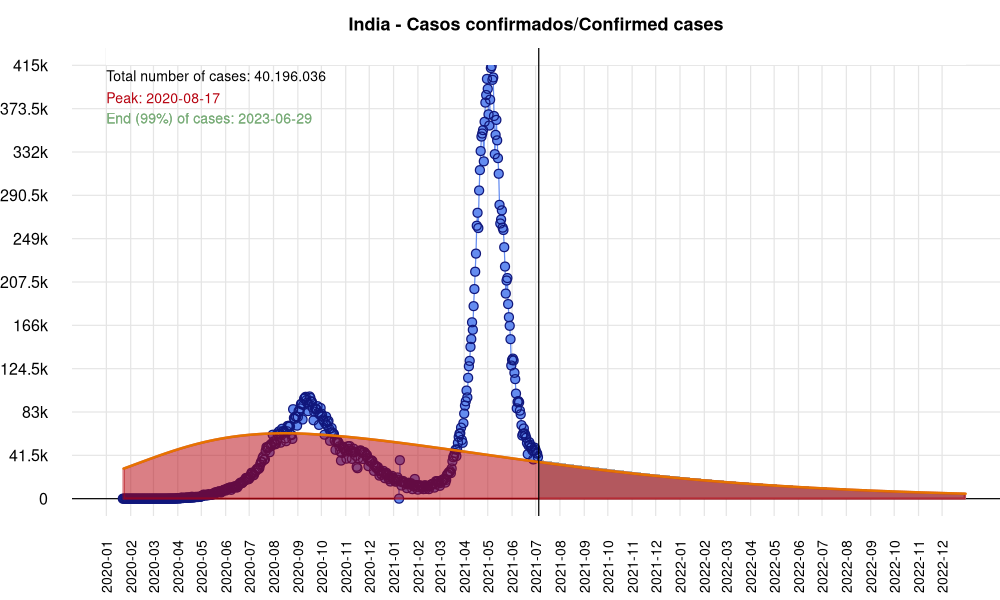 India - Casos confirmados/Confirmed cases
Total number of cases: 40.196.036
Peak: 2020-08-17
End (99%) of cases: 2023-06-29
415k
373.5k
332k
290.5k
249k
207.5k
166k
124.5k
83k
41.5k
0
2020-01
2020-02
2020-03
2020-04
2020-05
2020-06
2020-07
2020-08
2020-09
2020-10
2020-11
2020-12
2021-01
2021-02
2021-03
2021-04
2021-05
2021-06
2021-07
2021-08
2021-09
2021-10
2021-11
2021-12
2022-01
2022-02
2022-03
2022-04
2022-05
2022-06
2022-07
2022-08
2022-09
2022-10
2022-11
2022-12